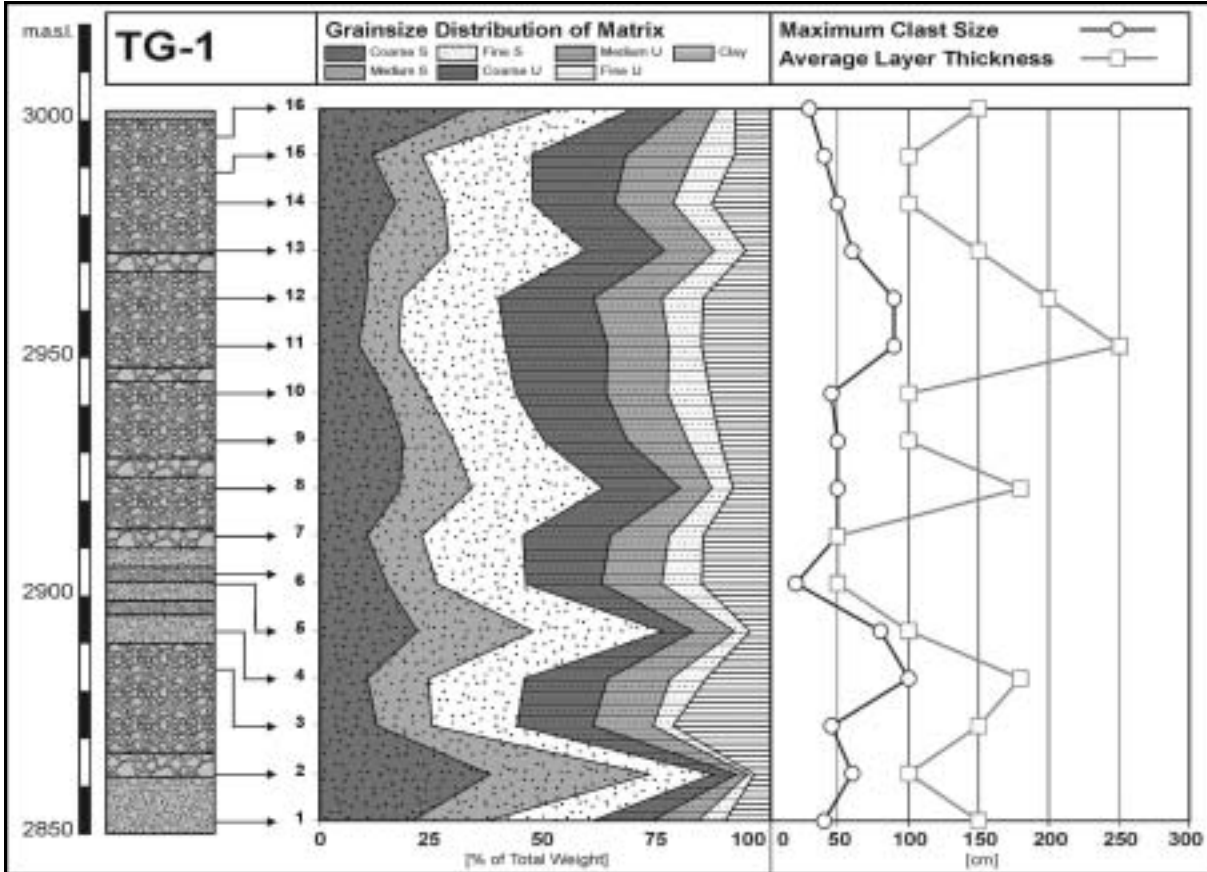 m.a.s.l.
TG-1
Grainsize Distribution of Matrix
Coarse S
Fine S
Medium U
Clay
Medium S
Coarse U
Fine U
Maximum Clast Size
Average Layer Thickness
3000
2950
2900
2850
16
15
14
13
12
11
10
9
8
7
6
5
4
3
2
1
0 25 50 75 100
[% of Total Weight]
0 50 100 150 200 250 300
[cm]